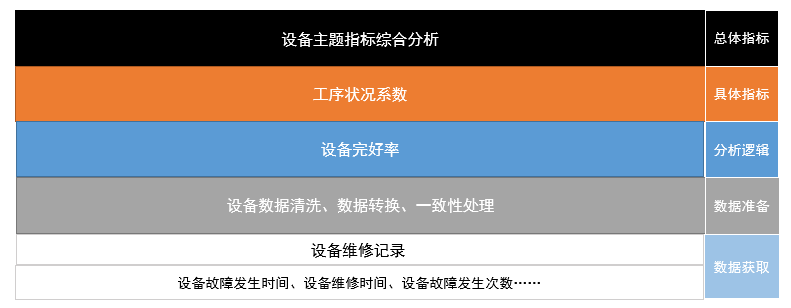 设备主题指标综合分析 总体指标
工序状况系数 具体指标
设备完好率 分析逻辑
设备数据清洗、数据转换、一致性处理 数据准备
设备维修记录
数据获取
设备故障发生时间、设备维修时间、设备故障发生次数……